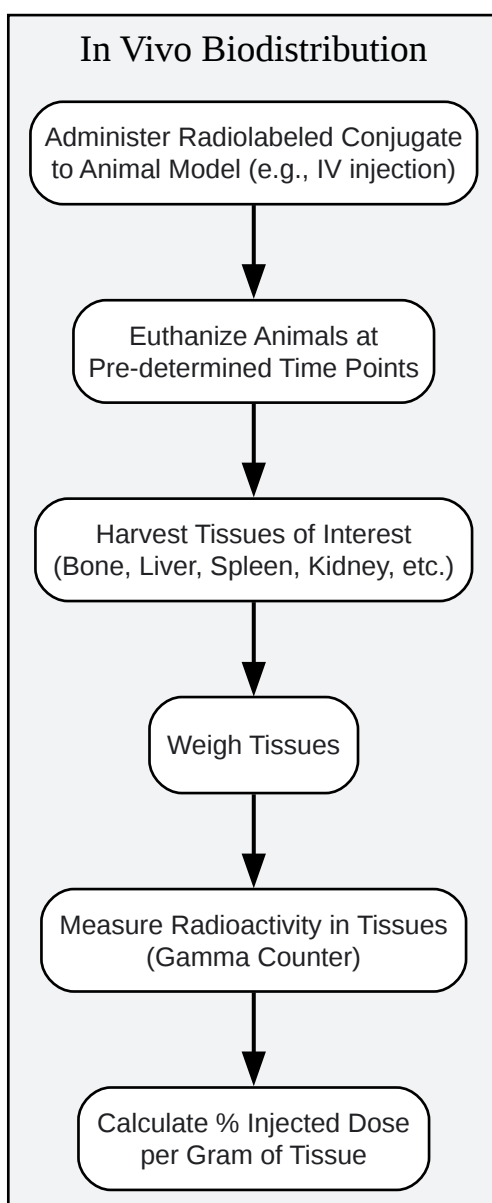 In Vivo Biodistribution
Administer Radiolabeled Conjugate
to Animal Model (e.g., IV injection)
Euthanize Animals at
Pre-determined Time Points
Harvest Tissues of Interest
(Bone, Liver, Spleen, Kidney, etc.)
Weigh Tissues
Measure Radioactivity in Tissues
(Gamma Counter)
Calculate % Injected Dose
per Gram of Tissue